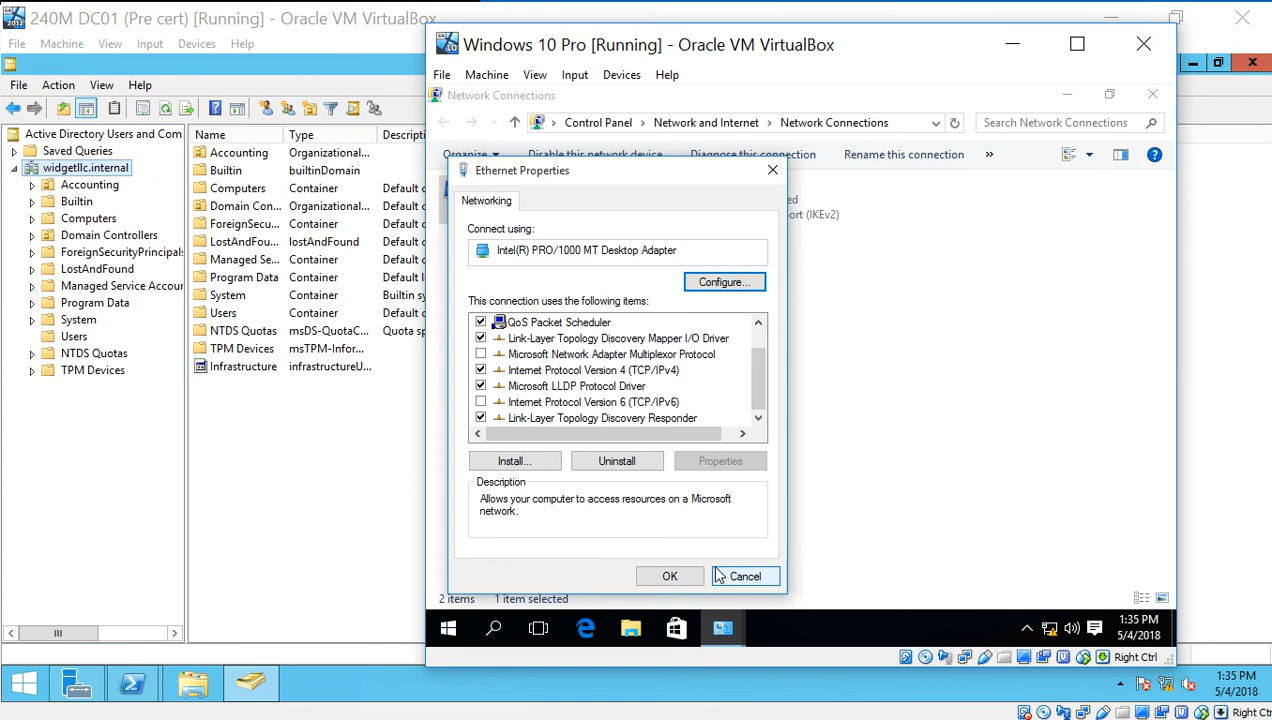 240M DC01 (Pre cert) [Running] - Oracle VM VirtualBox
File Machine View Input Devices Help
File Action View Help
Active Directory Users and Com
Saved Queries
widgetllc.internal
Accounting
Builtin
Computers
Domain Controllers
ForeignSecurityPrincipals
LostAndFound
Managed Service Accoun
Program Data
System
Users
NTDS Quotas
TPM Devices
Name Type Descripti
Accounting Organizational...
Builtin builtinDomain
Computers Container Default c
Domain Con... Organizational... Default c
ForeignSecu... Container Default c
LostAndFou... lostAndFound Default c
Managed Se... Container Default c
Program Data Container Default l
System Container Builtin sy
Users Container Default c
NTDS Quotas msDS-QuotaC... Quota sp
TPM Devices msTPM-Infor...
Infrastructure infrastructureU...
Windows 10 Pro [Running] - Oracle VM VirtualBox
File Machine View Input Devices Help
Network Connections
Control Panel Network and Internet Network Connections Search Network Connections
Organize Disable this network device Diagnose this connection Rename this connection »
Ethernet Properties
Networking
Connect using:
Intel(R) PRO/1000 MT Desktop Adapter
Configure...
This connection uses the following items:
QoS Packet Scheduler
Link-Layer Topology Discovery Mapper I/O Driver
Microsoft Network Adapter Multiplexor Protocol
Internet Protocol Version 4 (TCP/IPv4)
Microsoft LLDP Protocol Driver
Internet Protocol Version 6 (TCP/IPv6)
Link-Layer Topology Discovery Responder
Install... Uninstall Properties
Description
Allows your computer to access resources on a Microsoft
network.
OK Cancel
ed
ort (IKEv2)
2 items 1 item selected
1:35 PM
5/4/2018
Right Ctrl
1:35 PM
5/4/2018
Right Ctr